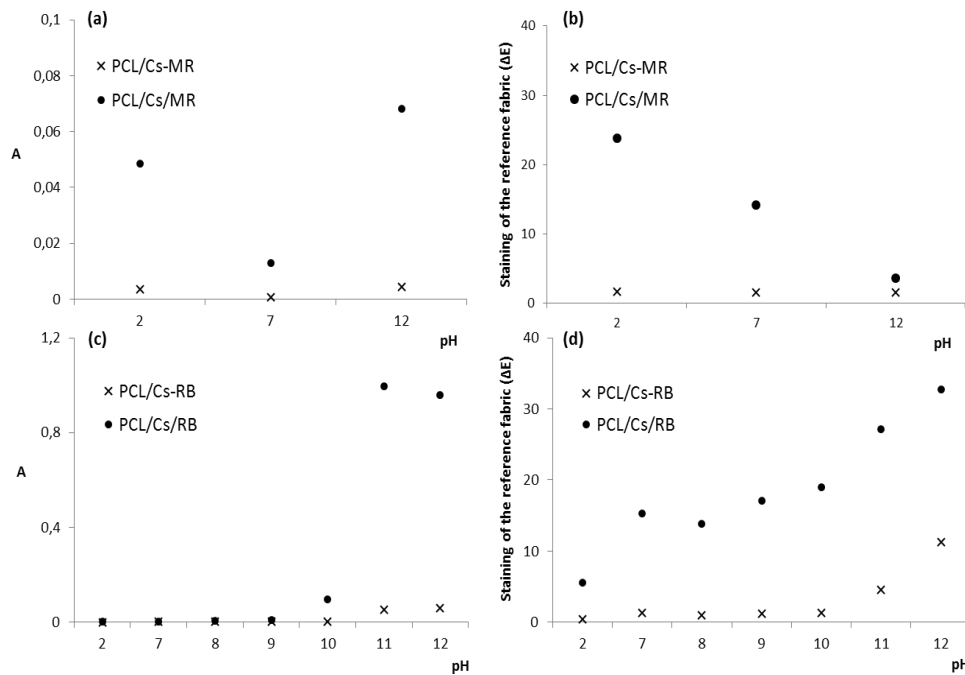 (a)
0,1
0,08
0,06
0,04
0,02
0
A
PCL/Cs-MR
PCL/Cs/MR
2 7 12
pH
(b)
40
30
20
10
0
Staining of the reference fabric (ΔE)
PCL/Cs-MR
PCL/Cs/MR
2 7 12
pH
(c)
1,2
0,8
0,4
0
A
PCL/Cs-RB
PCL/Cs/RB
2 7 8 9 10 11 12
pH
(d)
40
30
20
10
0
Staining of the reference fabric (ΔE)
PCL/Cs-RB
PCL/Cs/RB
2 7 8 9 10 11 12
pH